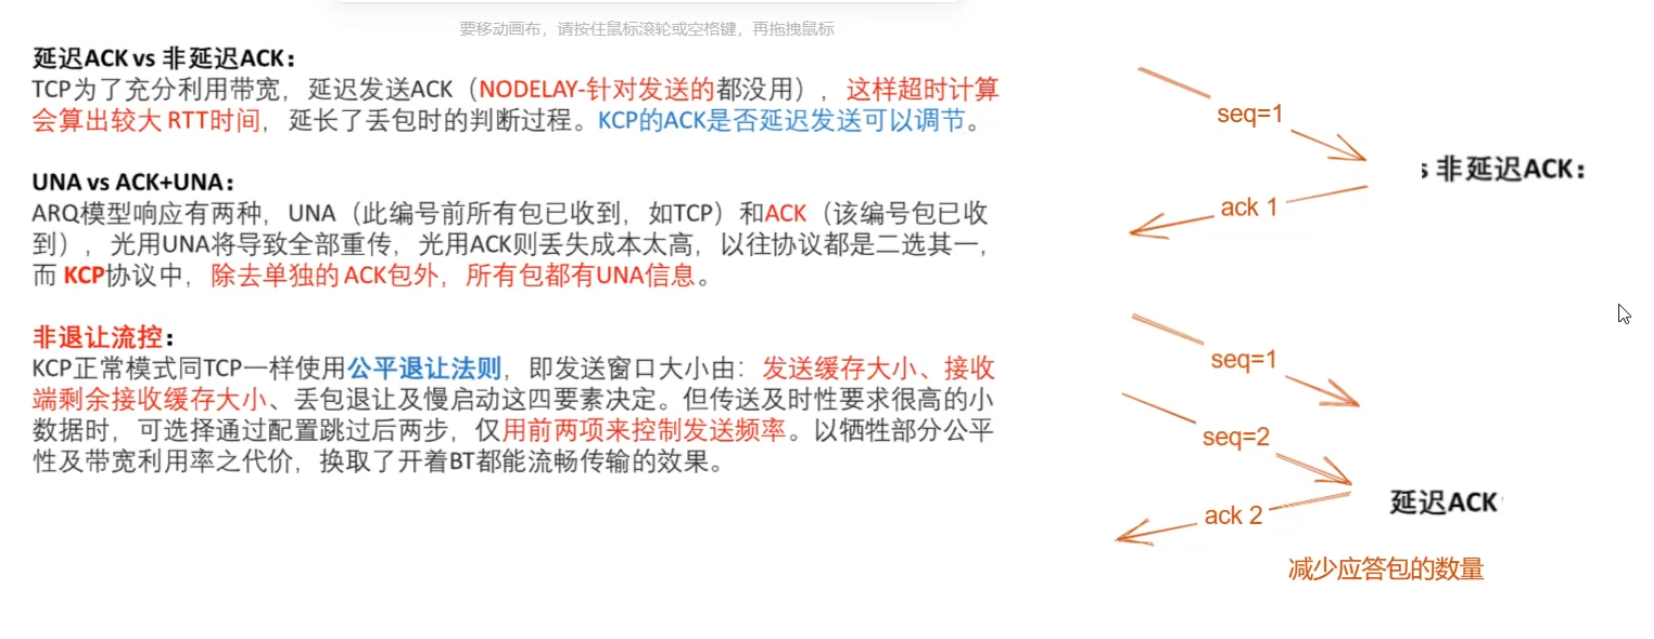 要移动画布，请按住鼠标滚轮或空格键，再拖拽鼠标
延迟ACK vs 非延迟ACK：
TCP为了充分利用带宽，延迟发送ACK（NODELAY-针对发送的都没用），这样超时计算
会算出较大 RTT时间，延长了丢包时的判断过程。KCP的ACK是否延迟发送可以调节。
UNA vs ACK+UNA：
ARQ模型响应有两种，UNA（此编号前所有包已收到，如TCP）和ACK（该编号包已收
到），光用UNA将导致全部重传，光用ACK则丢失成本太高，以往协议都是二选其一，
而 KCP协议中，除去单独的 ACK包外，所有包都有UNA信息。
非退让流控：
KCP正常模式同TCP一样使用公平退让法则，即发送窗口大小由：发送缓存大小、接收
端剩余接收缓存大小、丢包退让及慢启动这四要素决定。但传送及时性要求很高的小
数据时，可选择通过配置跳过后两步，仅用前两项来控制发送频率。以牺牲部分公平
性及带宽利用率之代价，换取了开着BT都能流畅传输的效果。
seq=1
s 非延迟ACK：
ack 1
seq=1
seq=2
延迟ACK
ack 2
减少应答包的数量